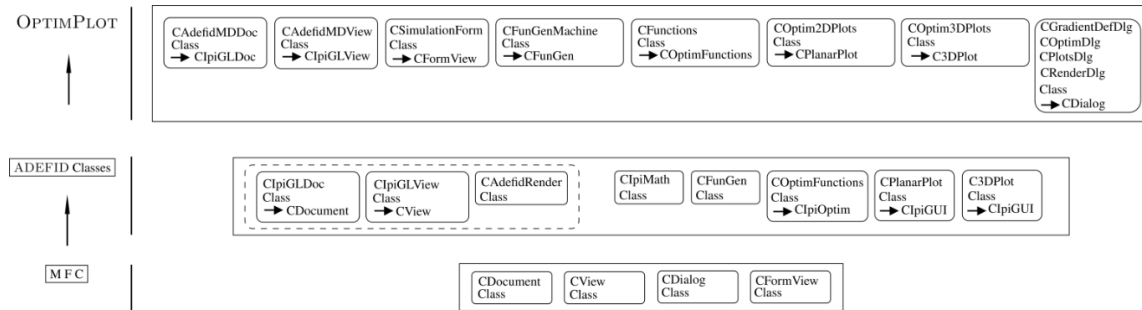 OPTIMPLOT
CAdefidMDDoc
Class
CIpiGLDoc
CAdefidMDView
Class
CIpiGLView
CSimulationForm
Class
CFormView
CFunGenMachine
Class
CFunGen
CFunctions
Class
COptimFunctions
COptim2DPlots
Class
CPlanarPlot
COptim3DPlots
Class
C3DPlot
CGradientDefDlg
COptimDlg
CPlotsDlg
CRenderDlg
Class
CDialog
ADEFID Classes
CIpiGLDoc
Class
CDocument
CIpiGLView
Class
CView
CAdefidRender
Class
CIpiMath
Class
CFunGen
Class
COptimFunctions
Class
CIpiOptim
CPlanarPlot
Class
CIpiGUI
C3DPlot
Class
CIpiGUI
M F C
CDocument
Class
CView
Class
CDialog
Class
CFormView
Class